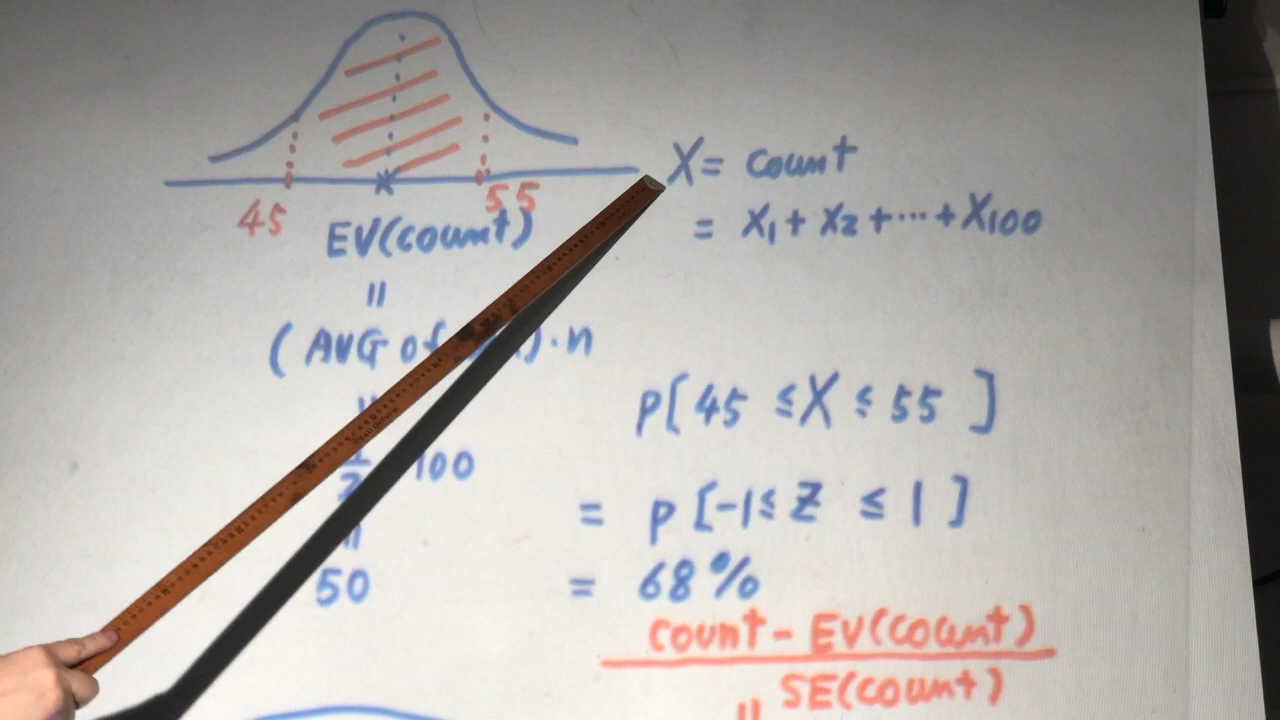 45
55
EV(count)
=
(AVG of ).n
100
50
X = count
= X₁ + X₂ + ... + X₁₀₀
P[45 ≤ X ≤ 55]
= P[-1 ≤ Z ≤ 1]
= 68%
count - EV(count)
SE(count)
=